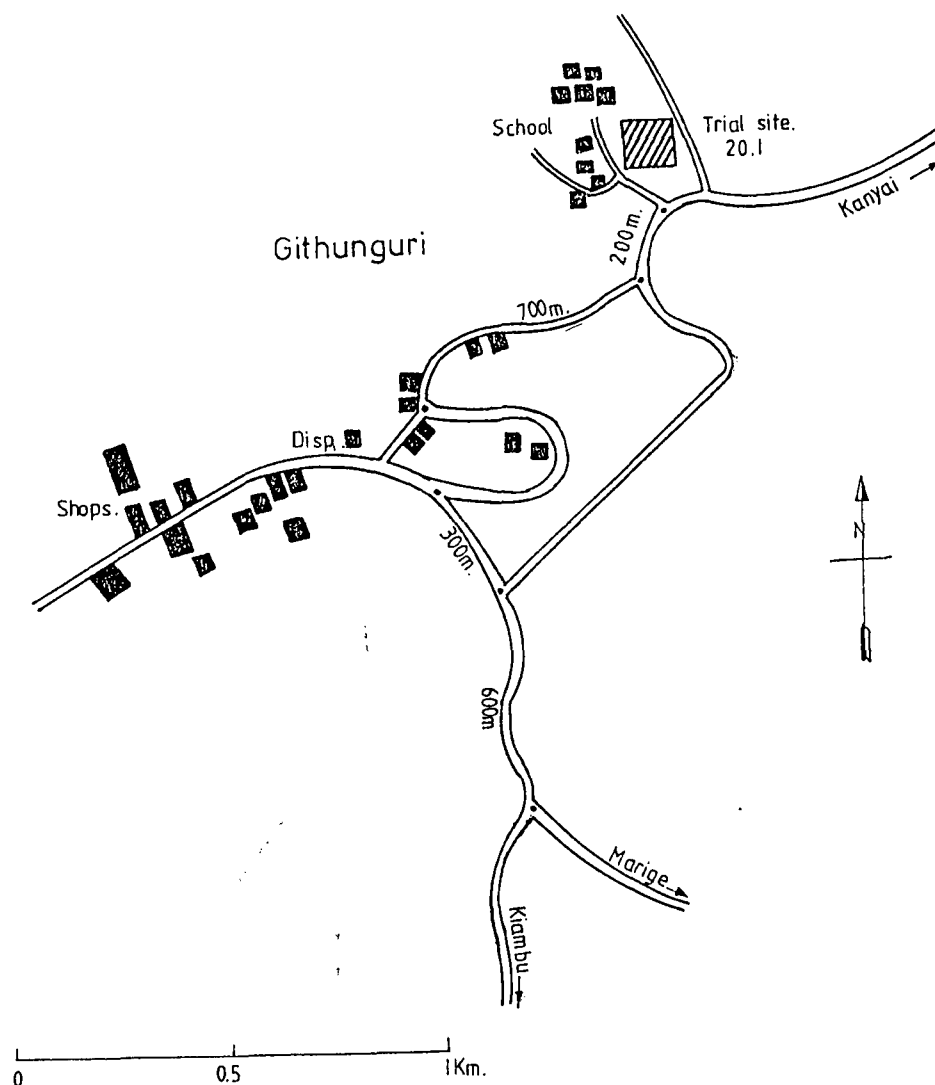 School
Trial site.
20.1
Kanyai
200m.
Githunguri
700m.
Disp.
Shops.
300m.
N
600m
Marige
Kiambu
0
0.5
1Km.